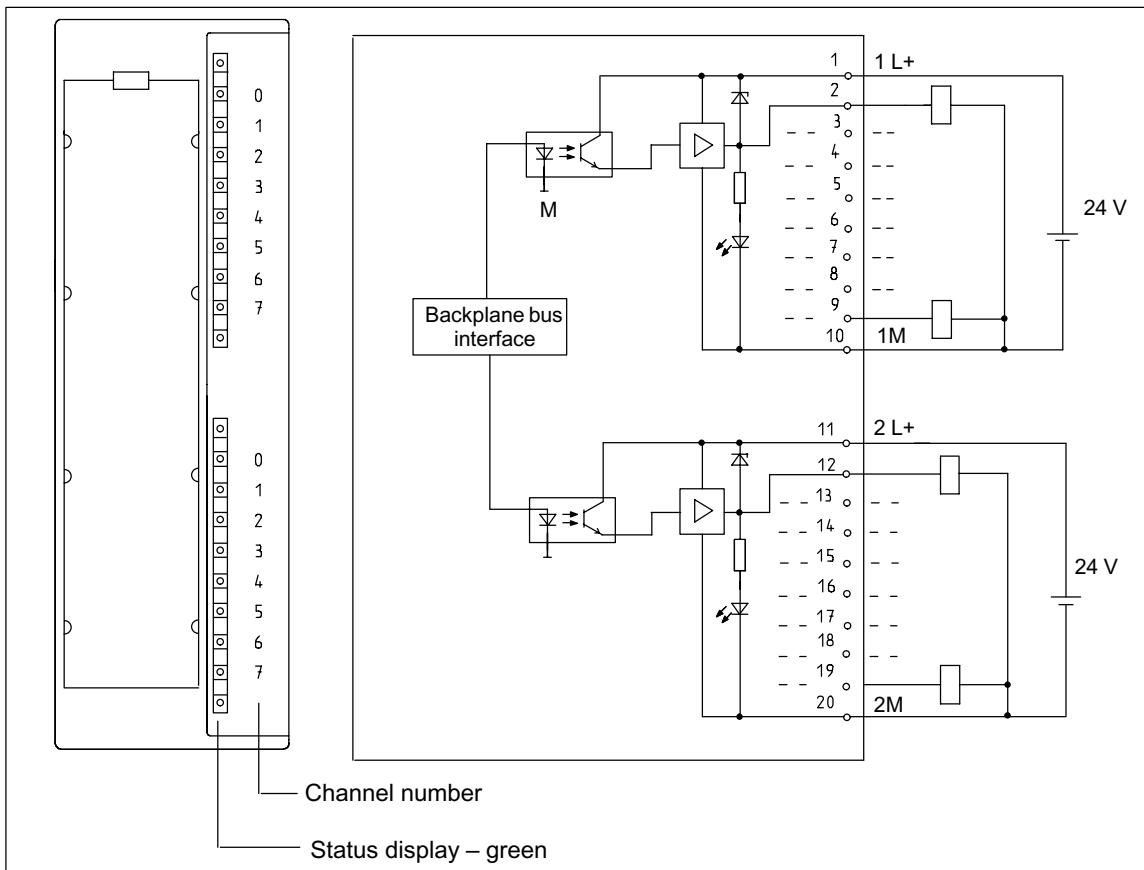 0
1
2
3
4
5
6
7
0
1
2
3
4
5
6
7
Channel number
Status display – green
Backplane bus
interface
M
1 1 L+
2
3
4
5
6
7
8
9
10 1M
24 V
11 2 L+
12
13
14
15
16
17
18
19
20 2M
24 V